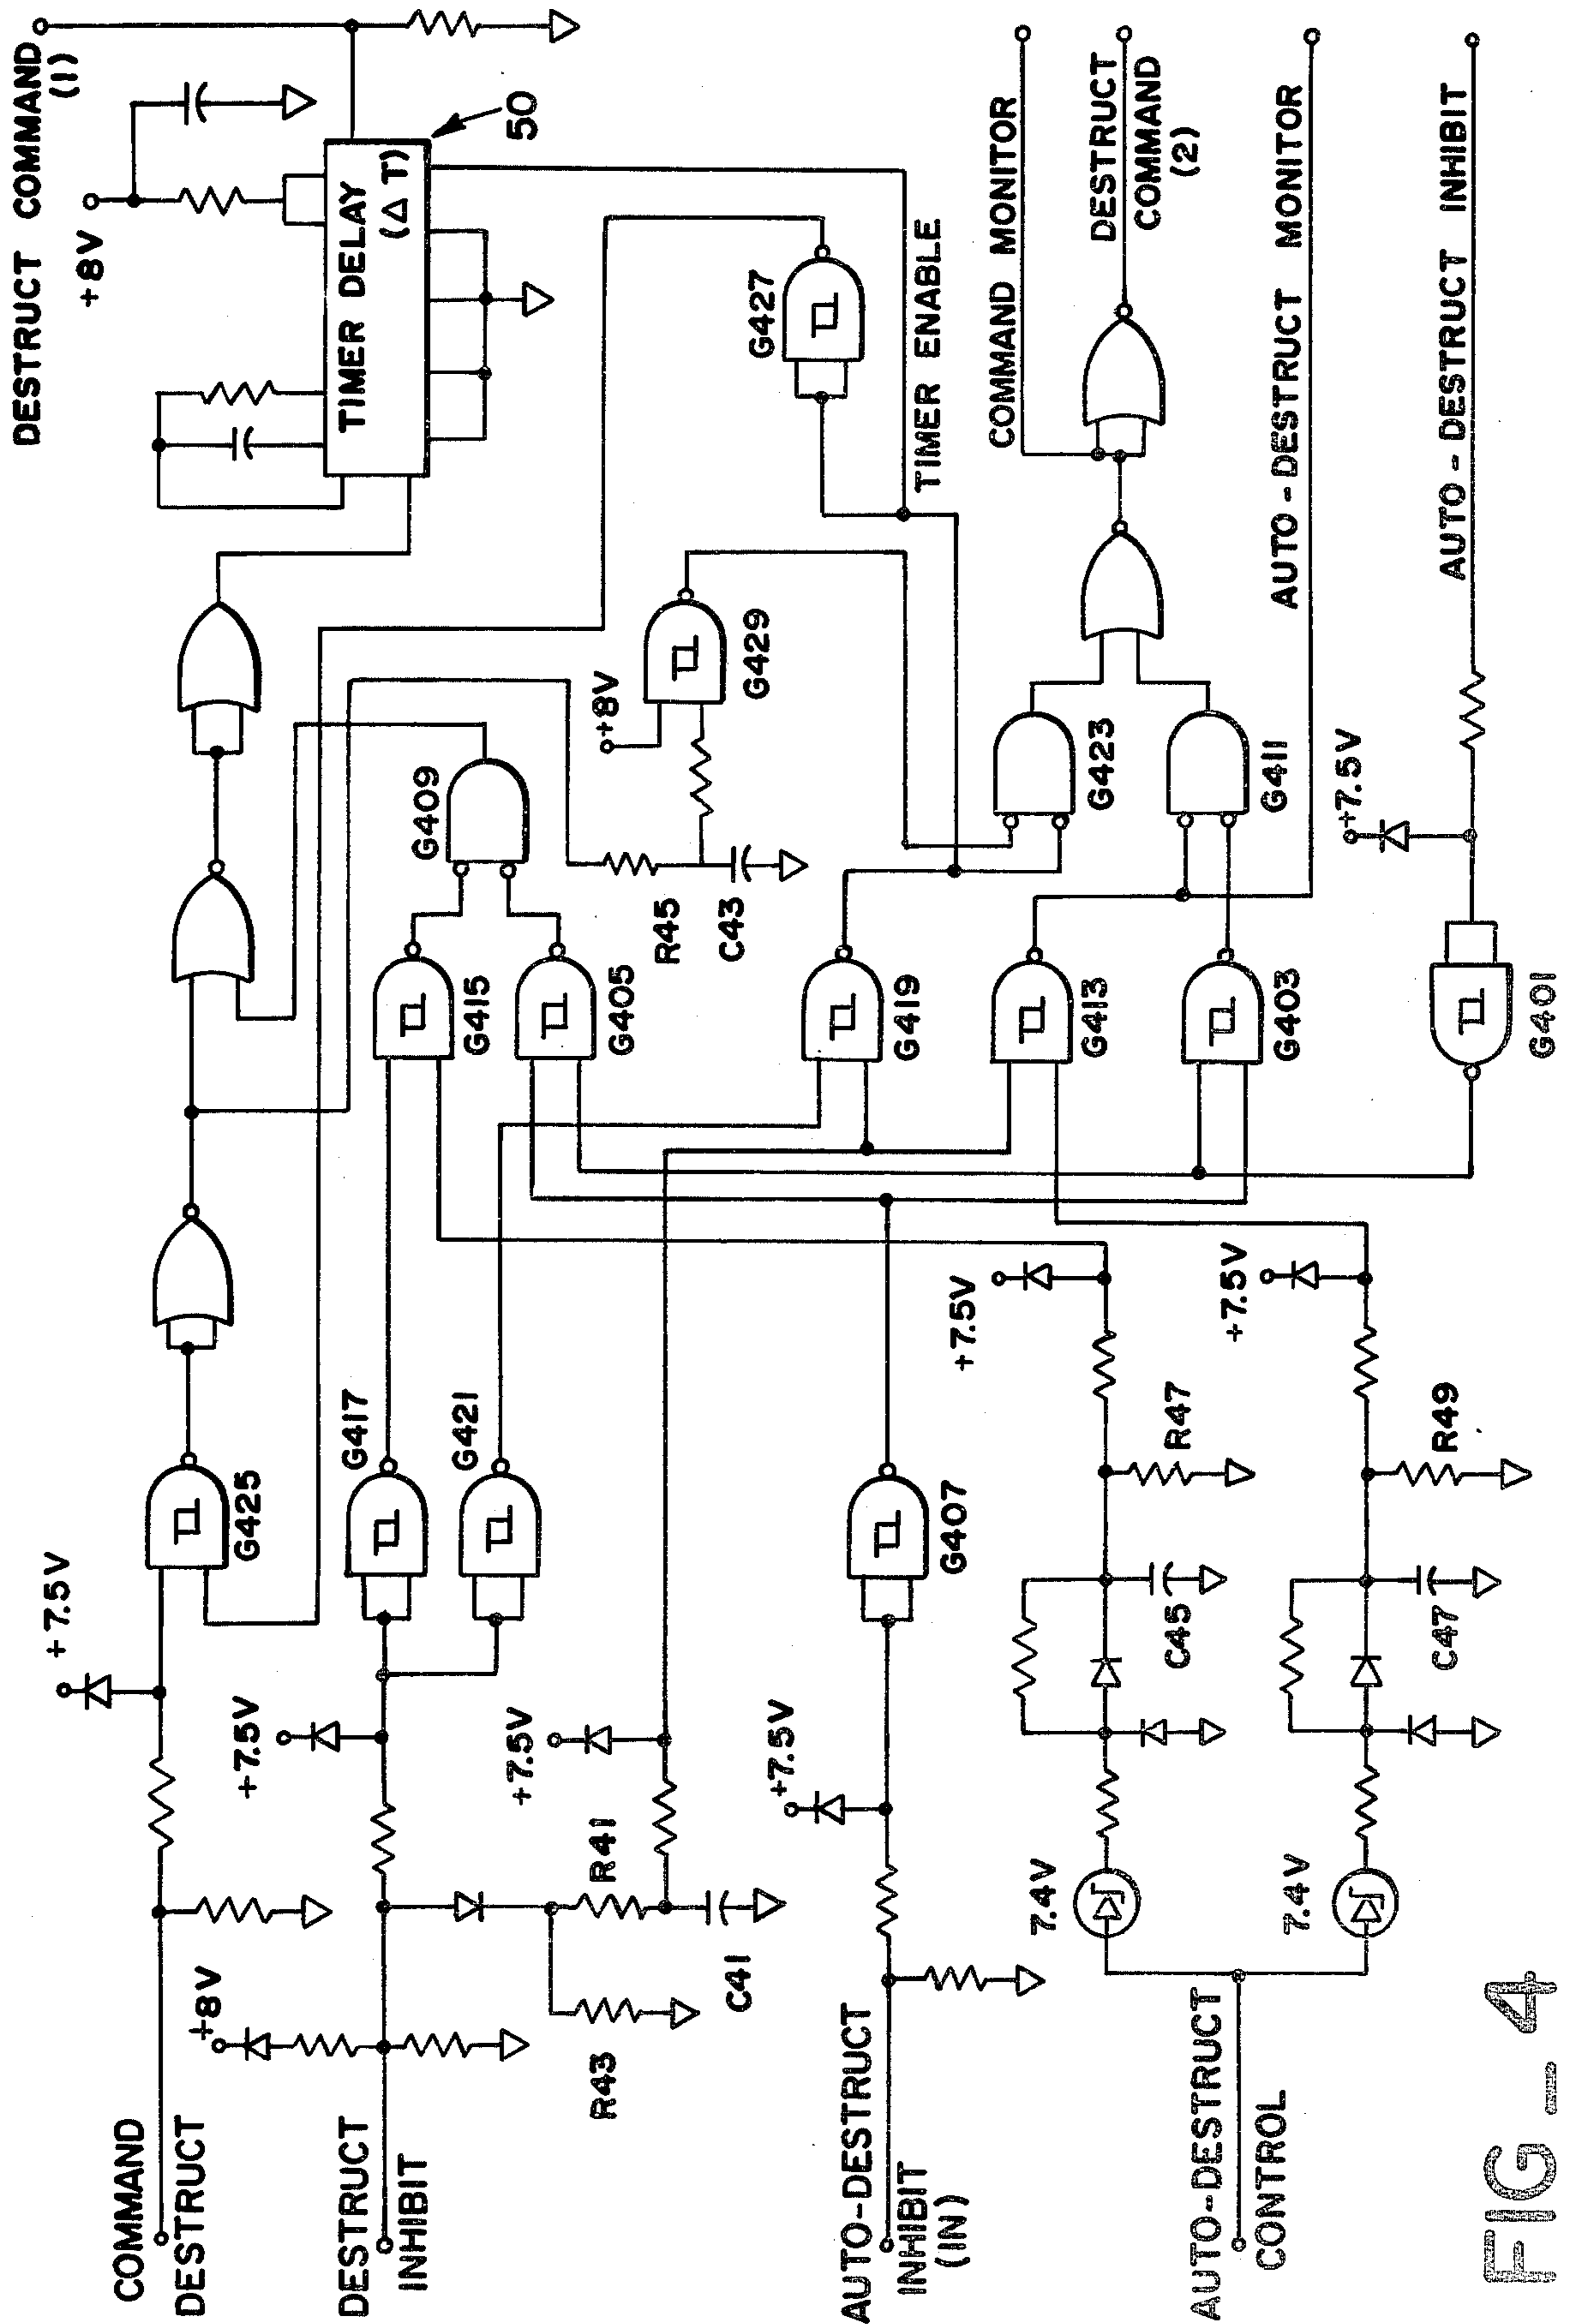 DESTRUCT COMMAND
(1)
+8V
50
TIMER DELAY
(Δ T)
G427
TIMER ENABLE
COMMAND MONITOR
DESTRUCT
COMMAND
(2)
AUTO-DESTRUCT MONITOR
AUTO-DESTRUCT INHIBIT
+8V
G429
G409
G423
G411
+7.5V
R45
C43
G415
G405
G419
G413
G403
G401
G425
G417
G421
G407
+7.5V
+7.5V
R47
R49
+7.5V
+7.5V
+7.5V
+7.5V
C45
C47
R41
C41
+8V
R43
7.4V
7.4V
COMMAND
DESTRUCT
DESTRUCT
INHIBIT
AUTO-DESTRUCT
INHIBIT
(IN)
AUTO-DESTRUCT
CONTROL
FIG_4